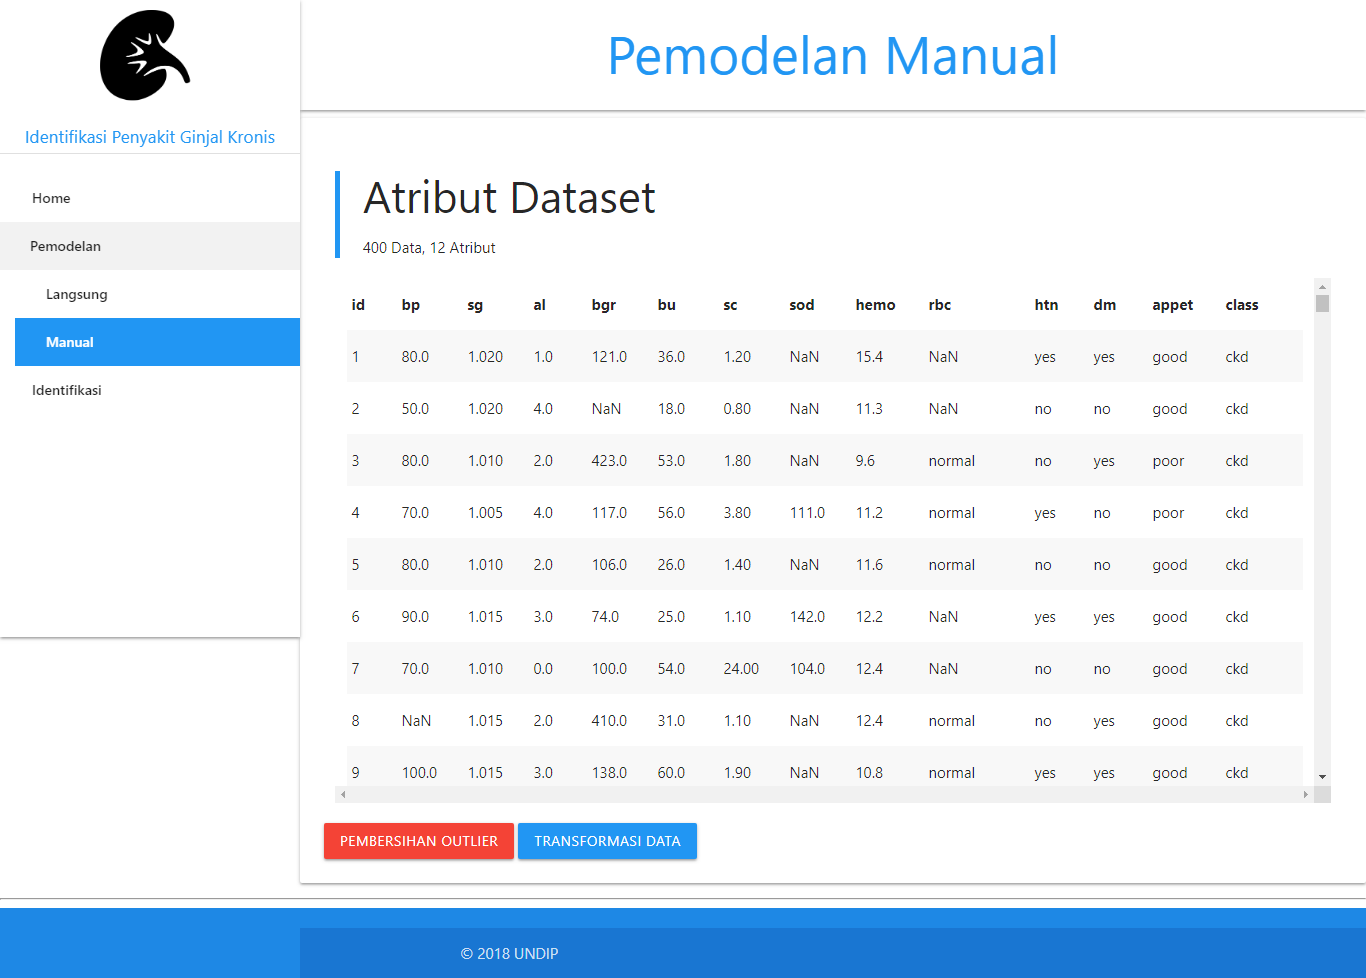 Identifikasi Penyakit Ginjal Kronis
Home
Pemodelan
Langsung
Manual
Identifikasi
Pemodelan Manual
Atribut Dataset
400 Data, 12 Atribut
id bp sg al bgr bu sc sod hemo rbc htn dm appet class
1 80.0 1.020 1.0 121.0 36.0 1.20 NaN 15.4 NaN yes yes good ckd
2 50.0 1.020 4.0 NaN 18.0 0.80 NaN 11.3 NaN no no good ckd
3 80.0 1.010 2.0 423.0 53.0 1.80 NaN 9.6 normal no yes poor ckd
4 70.0 1.005 4.0 117.0 56.0 3.80 111.0 11.2 normal yes no poor ckd
5 80.0 1.010 2.0 106.0 26.0 1.40 NaN 11.6 normal no no good ckd
6 90.0 1.015 3.0 74.0 25.0 1.10 142.0 12.2 NaN yes yes good ckd
7 70.0 1.010 0.0 100.0 54.0 24.00 104.0 12.4 NaN no no good ckd
8 NaN 1.015 2.0 410.0 31.0 1.10 NaN 12.4 normal no yes good ckd
9 100.0 1.015 3.0 138.0 60.0 1.90 NaN 10.8 normal yes yes good ckd
PEMBERSIHAN OUTLIER TRANSFORMASI DATA
© 2018 UNDIP